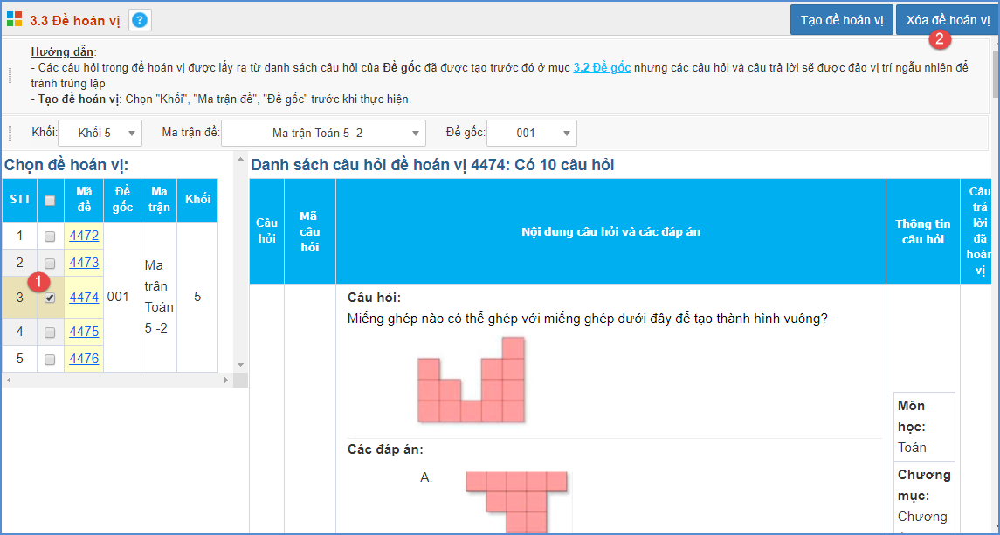 3.3 Đề hoán vị
?
Tạo đề hoán vị
Xóa đề hoán vị
2
Hướng dẫn:
- Các câu hỏi trong đề hoán vị được lấy ra từ danh sách câu hỏi của Đề gốc đã được tạo trước đó ở mục 3.2 Đề gốc nhưng các câu hỏi và câu trả lời sẽ được đảo vị trí ngẫu nhiên để
tránh trùng lặp
- Tạo đề hoán vị: Chọn "Khối", "Ma trận đề", "Đề gốc" trước khi thực hiện.
Khối: Khối 5 Ma trận đề: Ma trận Toán 5 -2 Đề gốc: 001
Chọn đề hoán vị:
STT
Mã
đề
Đề
gốc
Ma
trận
Khối
1 4472
2 4473
1
3 4474
4 4475
5 4476
001
Ma
trận
Toán
5 -2
5
Danh sách câu hỏi đề hoán vị 4474: Có 10 câu hỏi
Câu
hỏi
Mã
câu
hỏi
Nội dung câu hỏi và các đáp án
Thông tin
câu hỏi
Câu
trả
lời
đã
hoán
vị
Câu hỏi:
Miếng ghép nào có thể ghép với miếng ghép dưới đây để tạo thành hình vuông?
Các đáp án:
A.
Môn
học:
Toán
Chương
mục:
Chương